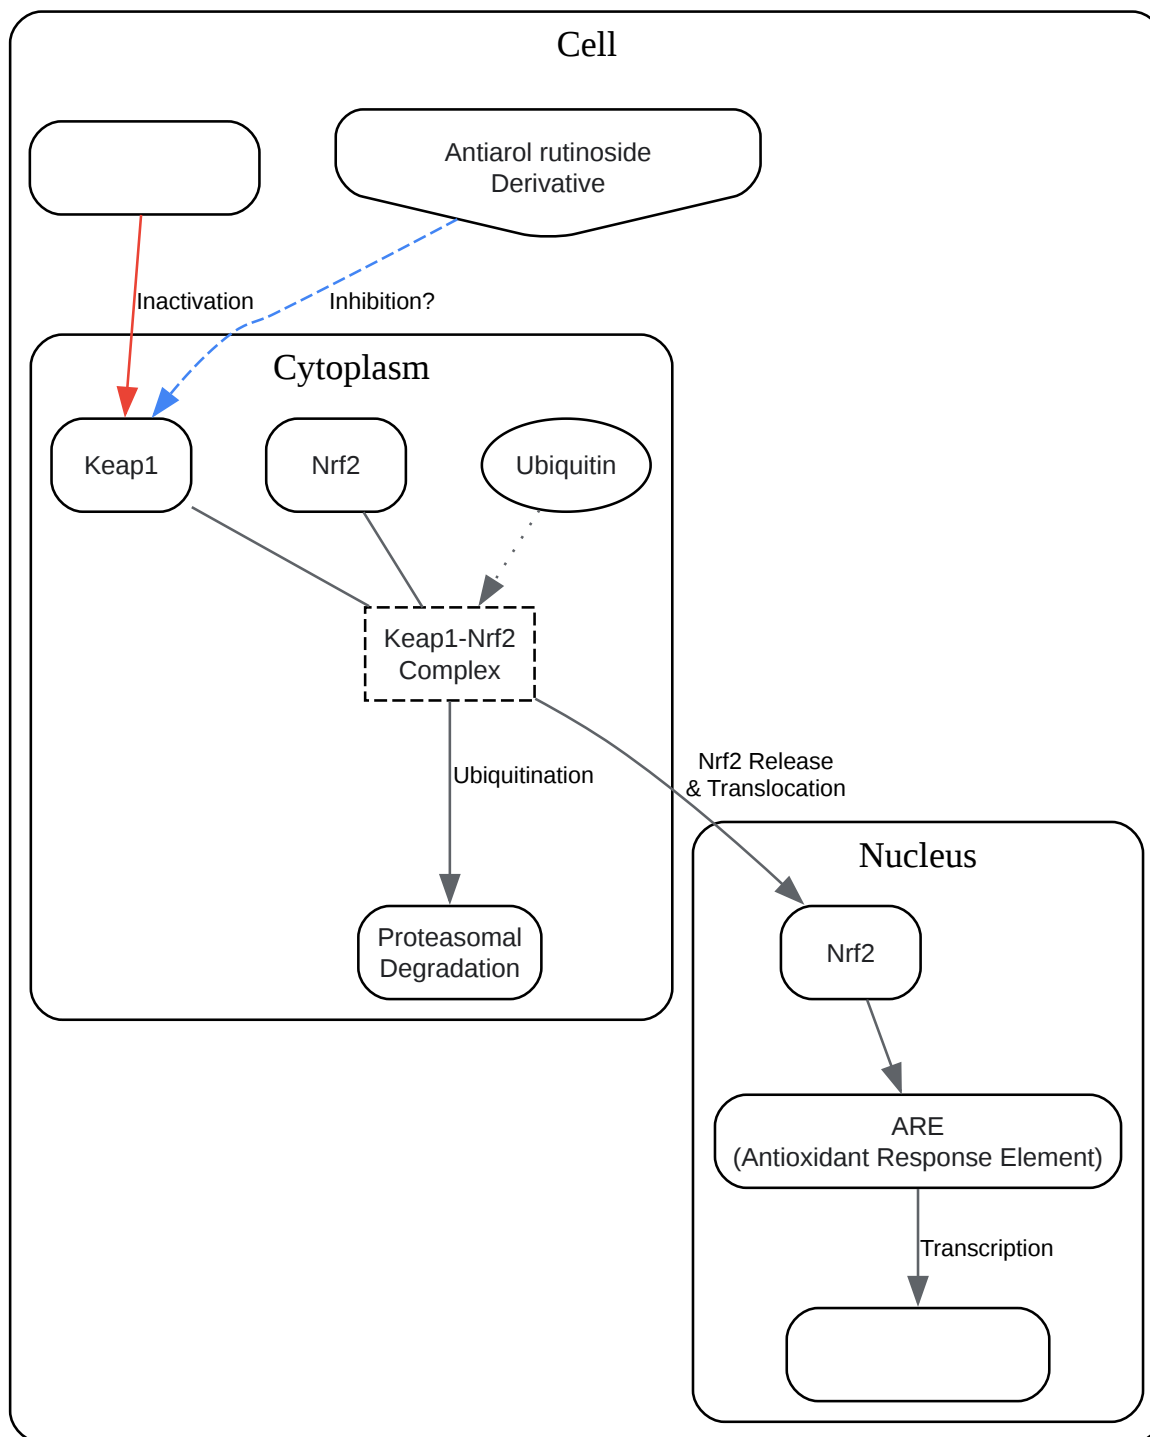 Cell
Antiarol rutinoside
Derivative
Inactivation
Inhibition?
Cytoplasm
Keap1
Nrf2
Ubiquitin
Keap1-Nrf2
Complex
Nrf2 Release
& Translocation
Ubiquitination
Nucleus
Proteasomal
Degradation
Nrf2
ARE
(Antioxidant Response Element)
Transcription